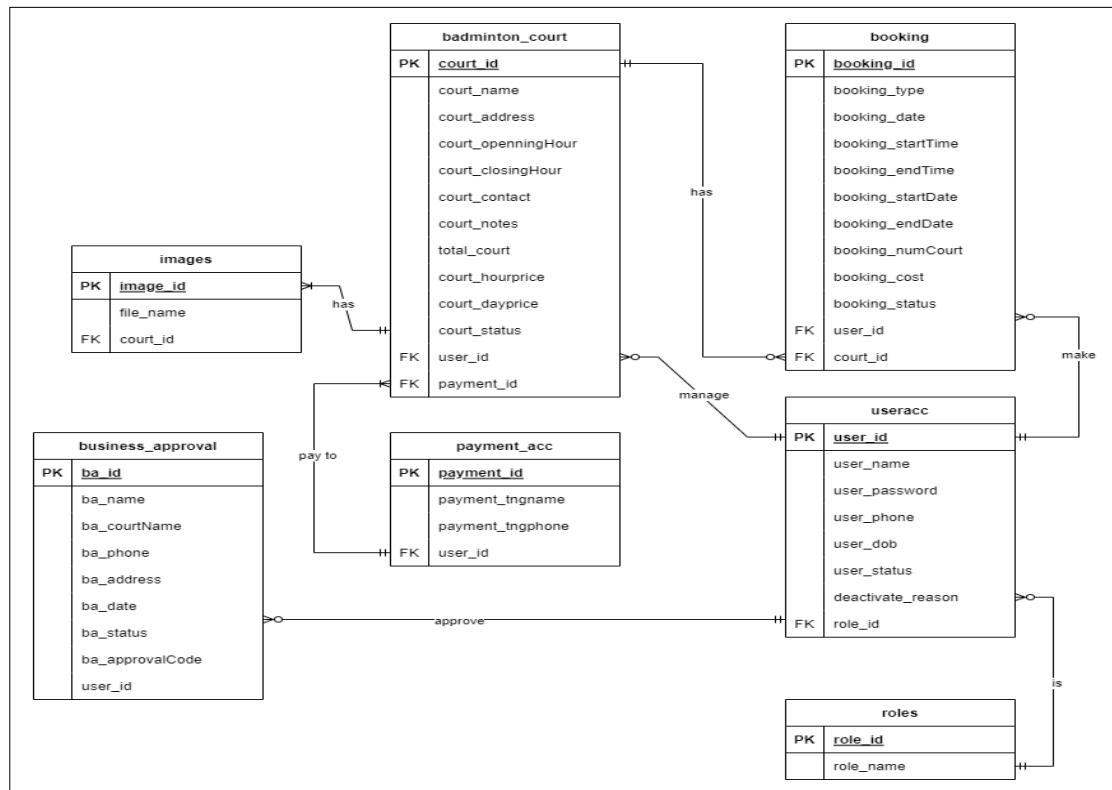 badminton_court
PK court_id
court_name
court_address
court_openningHour
court_closingHour
court_contact
court_notes
total_court
court_hourprice
court_dayprice
court_status
FK user_id
FK payment_id
booking
PK booking_id
booking_type
booking_date
booking_startTime
booking_endTime
booking_startDate
booking_endDate
booking_numCourt
booking_cost
booking_status
FK user_id
FK court_id
has
images
PK image_id
file_name
FK court_id
has
make
manage
business_approval
PK ba_id
ba_name
ba_courtName
ba_phone
ba_address
ba_date
ba_status
ba_approvalCode
user_id
pay to
payment_acc
PK payment_id
payment_tngname
payment_tngphone
FK user_id
useracc
PK user_id
user_name
user_password
user_phone
user_dob
user_status
deactivate_reason
FK role_id
approve
is
roles
PK role_id
role_name